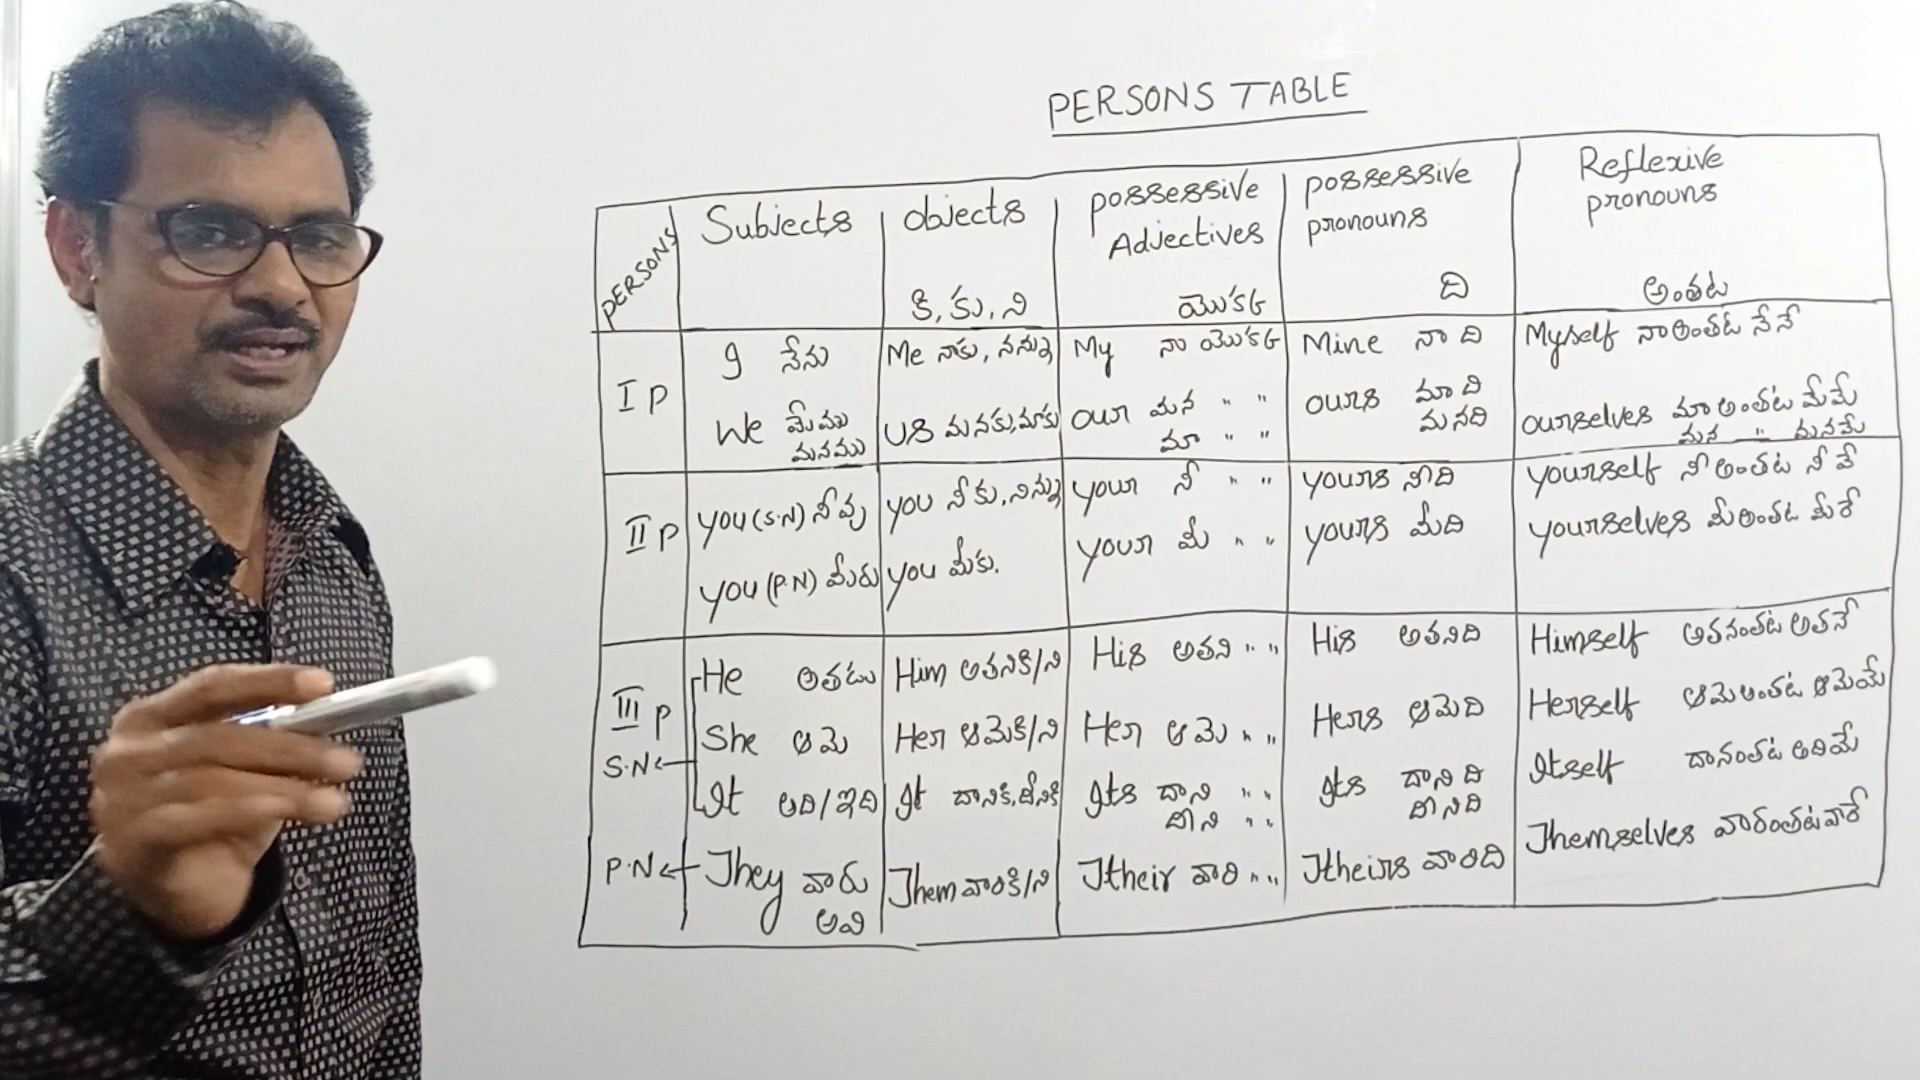 PERSONS TABLE
PERSONS Subjects objects possessive Adjectives possessive pronouns Reflexive pronouns
కి, కు, ని యొక్క ది అంతట
I P I నేను Me నాకు, నన్ను My నా యొక్క Mine నా ది Myself నా అంతట నేనే
We మేము మనము US మనకు, మాకు our మన " " మా " " ours మా ది మనది ourselves మా అంతట మేమే మన " మనమే
II P you (S.N) నీవు you నీకు, నిన్ను your నీ " " yours నీది yourself నీ అంతట నీవే
you (P.N) మీరు you మీకు. your మీ " " yours మీది yourselves మీ అంతట మీరే
III P He అతడు Him అతనికి/ని His అతని " " His అతనిది Himself అతనంతట అతనే
S.N She ఆమె Her ఆమెకి/ని Her ఆమె " " Hers ఆమెది Herself ఆమె అంతట ఆమెయే
It అది/ఇది It దానికి, దీనికి Its దాని " " దీని " " Its దాని ది దీనిది Itself దానంతట అదియే
P.N They వారు అవి Them వారికి/ని Ttheir వారి " " Ttheirs వారిది Themselves వారంతట వారే